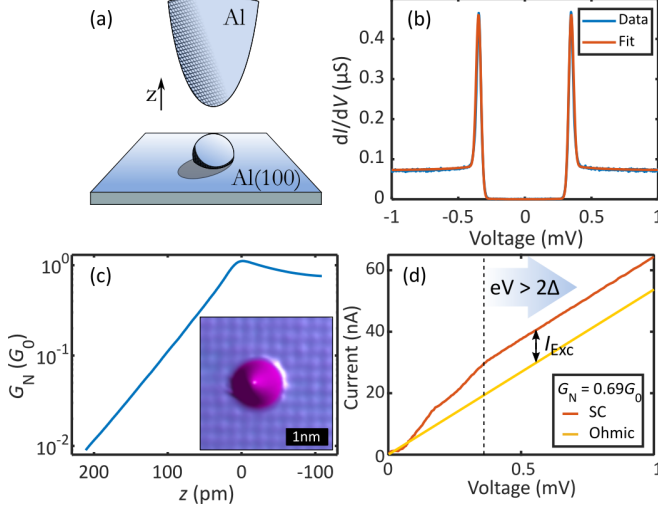 (a)
Al
z
Al(100)
(b)
Data
Fit
dI/dV (μS)
0.4
0.3
0.2
0.1
0
-1
-0.5
0
0.5
1
Voltage (mV)
(c)
G_N (G_0)
10^0
10^-1
10^-2
1nm
200
100
0
-100
z (pm)
(d)
eV > 2Δ
I_Exc
Current (nA)
60
40
20
0
0
0.5
1
Voltage (mV)
G_N = 0.69G_0
SC
Ohmic